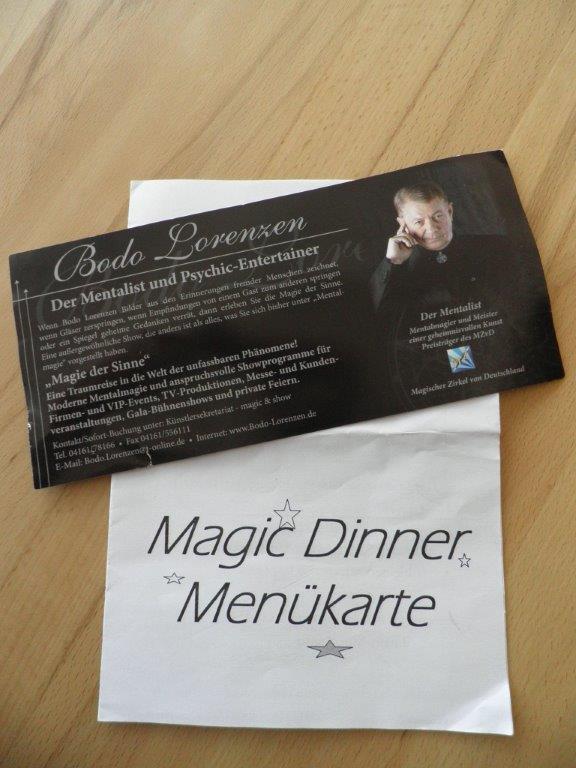 Bodo Lorenzen
Der Mentalist und Psychic-Entertainer
Wenn Bodo Lorenzen Bilder aus den Erinnerungen fremder Menschen zeichnet,
wenn Gläser zerspringen, wenn Empfindungen von einem Gast zum anderen springen
oder ein Spiegel geheime Gedanken verrät, dann erleben Sie die Magie der Sinne.
Eine außergewöhnliche Show, die anders ist als alles, was Sie sich bisher unter „Mental-
magie“ vorgestellt haben.
„Magie der Sinne“
Eine Traumreise in die Welt der unfassbaren Phänomene!
Moderne Mentalmagie und anspruchsvolle Showprogramme für
Firmen- und VIP-Events, TV-Produktionen, Messe- und Kunden-
veranstaltungen, Gala-Bühnenshows und private Feiern.
Kontakt/Sofort-Buchung unter: Künstlersekretariat - magic & show
Tel. 04161/78166 • Fax 04161/556111
E-Mail: Bodo.Lorenzen@t-online.de • Internet: www.Bodo-Lorenzen.de
Der Mentalist
Mentalmagier und Meister
einer geheimnisvollen Kunst
Preisträger des MZvD
Magischer Zirkel von Deutschland
Magic Dinner
Menükarte